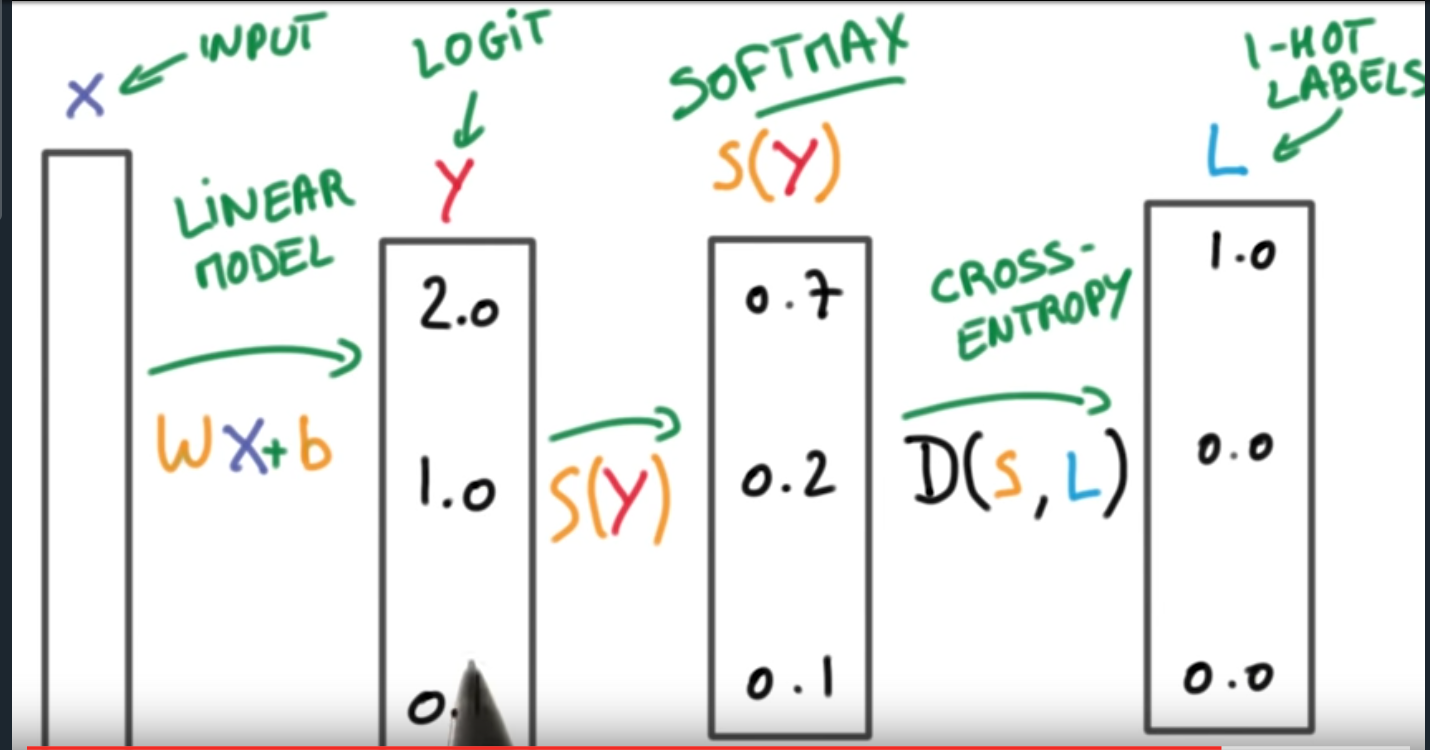 X
INPUT
LINEAR
MODEL
WX+b
LOGIT
Y
2.0
1.0
0.1
S(Y)
SOFTMAX
S(Y)
0.7
0.2
0.1
CROSS-
ENTROPY
D(S,L)
1-HOT
LABELS
L
1.0
0.0
0.0